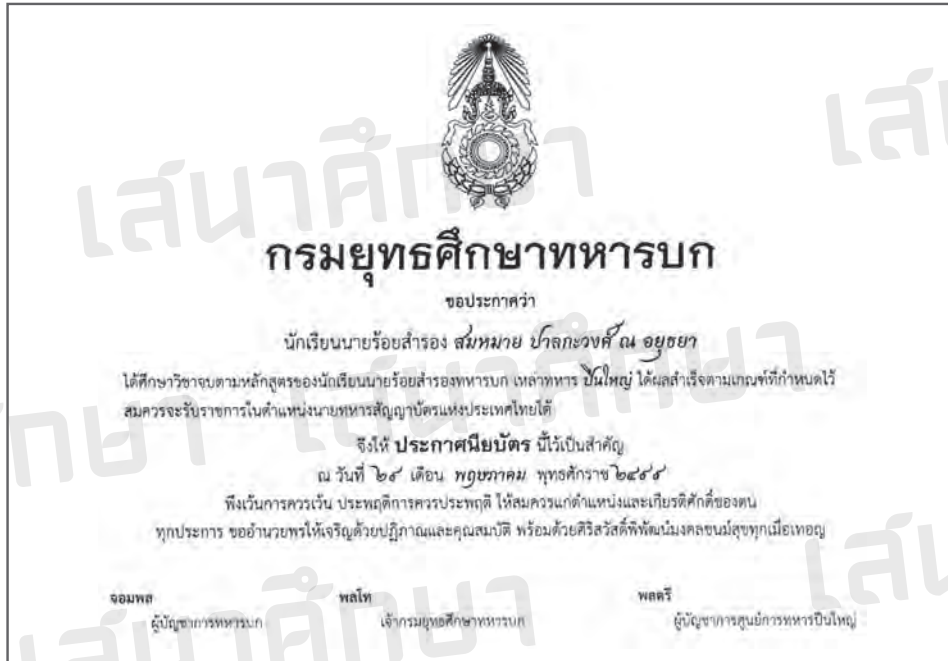 กรมยุทธศึกษาทหารบก
ขอประกาศว่า
นักเรียนนายร้อยสำรอง สมหมาย ปาลกะวงศ์ ณ อยุธยา
ได้ศึกษาวิชาจบตามหลักสูตรของนักเรียนนายร้อยสำรองทหารบก เหล่าทหาร ปืนใหญ่ ได้ผลสำเร็จตามเกณฑ์ที่กำหนดไว้
สมควรจะรับราชการในตำแหน่งนายทหารสัญญาบัตรแห่งประเทศไทยได้
จึงให้ ประกาศนียบัตร นี้ไว้เป็นสำคัญ
ณ วันที่ ๒๙ เดือน พฤษภาคม พุทธศักราช ๒๔๙๙
พึงเว้นการควรเว้น ประพฤติการควรประพฤติ ให้สมควรแก่ตำแหน่งและเกียรติศักดิ์ของตน
ทุกประการ ขออำนวยพรให้เจริญด้วยปฏิภาณและคุณสมบัติ พร้อมด้วยศิริสวัสดิ์พิพัฒน์มงคลชนม์สุขทุกเมื่อเทอญ
จอมพล พลโท พลตรี
ผู้บัญชาการทหารบก เจ้ากรมยุทธศึกษาทหารบก ผู้บัญชาการศูนย์การทหารปืนใหญ่
เสนาศึกษา
เสนาศึกษา
เสนาศึกษา